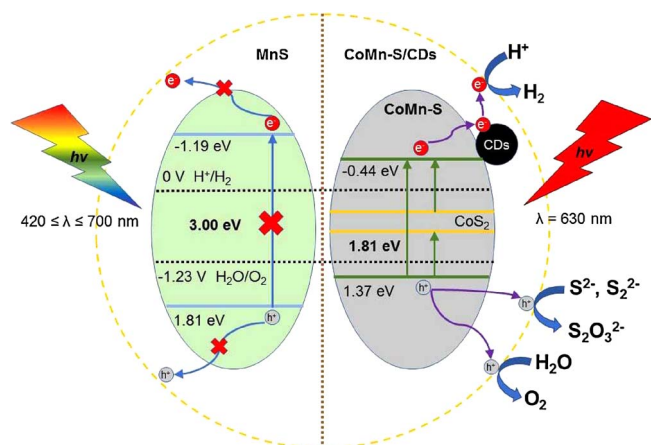 MnS
CoMn-S/CDs
H⁺
H₂
e⁻
e⁻
e⁻
e⁻
e⁻
CoMn-S
CDs
hv
hv
-1.19 eV
-0.44 eV
0 V H⁺/H₂
420 ≤ λ ≤ 700 nm
3.00 eV
CoS₂
λ = 630 nm
1.81 eV
-1.23 V H₂O/O₂
1.81 eV
1.37 eV
h⁺
h⁺
h⁺
h⁺
h⁺
S²⁻, S₂²⁻
S₂O₃²⁻
H₂O
O₂